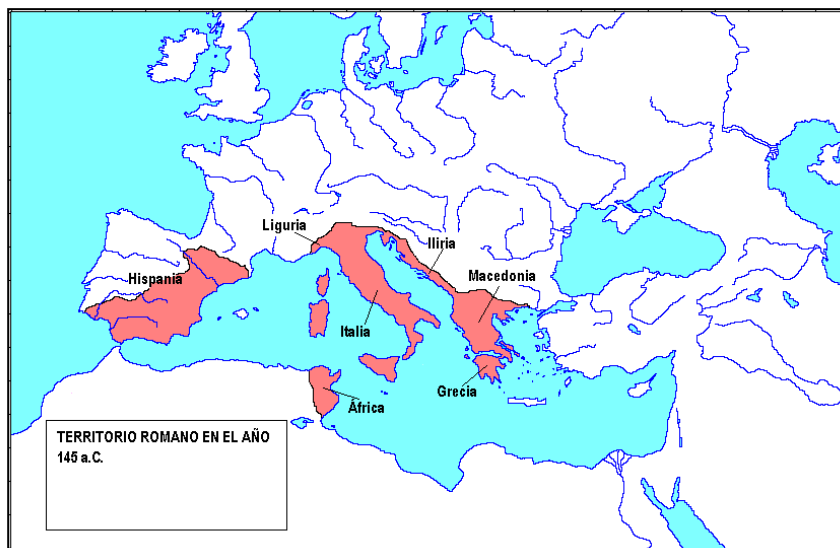 Liguria
Iliria
Hispania
Macedonia
Italia
Grecia
África
TERRITORIO ROMANO EN EL AÑO
145 a.C.